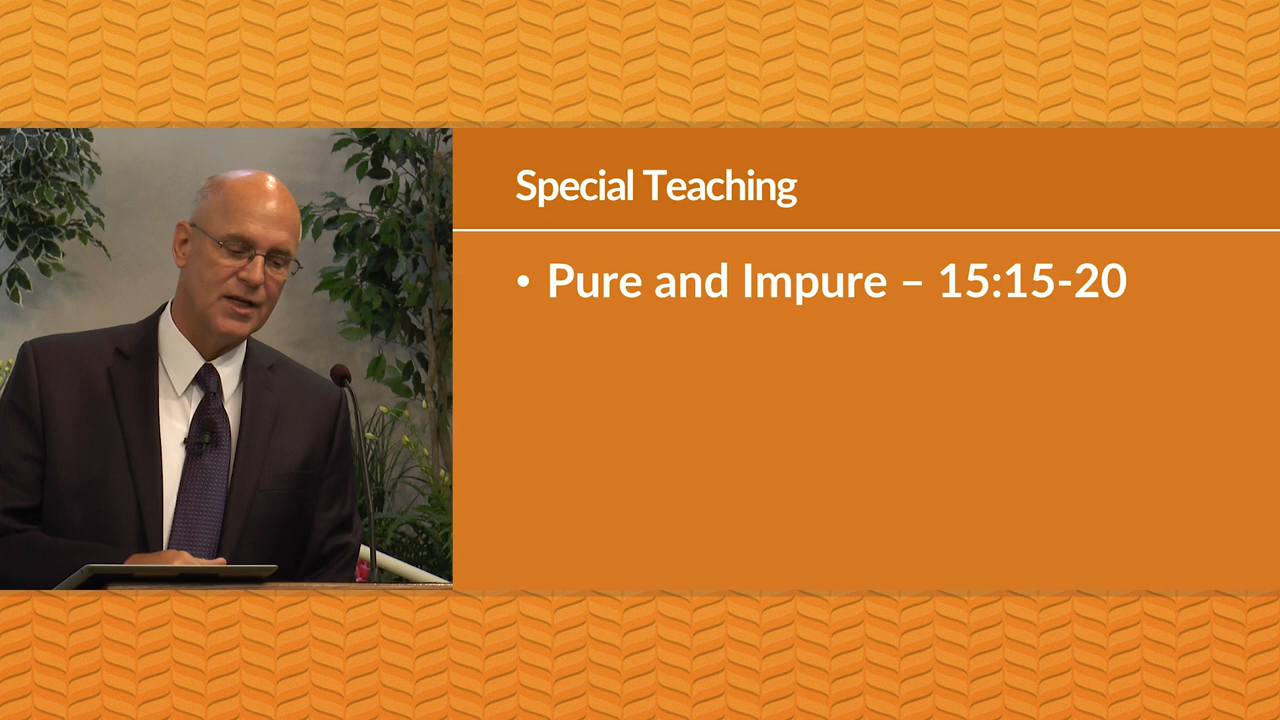 Special Teaching
• Pure and Impure – 15:15-20